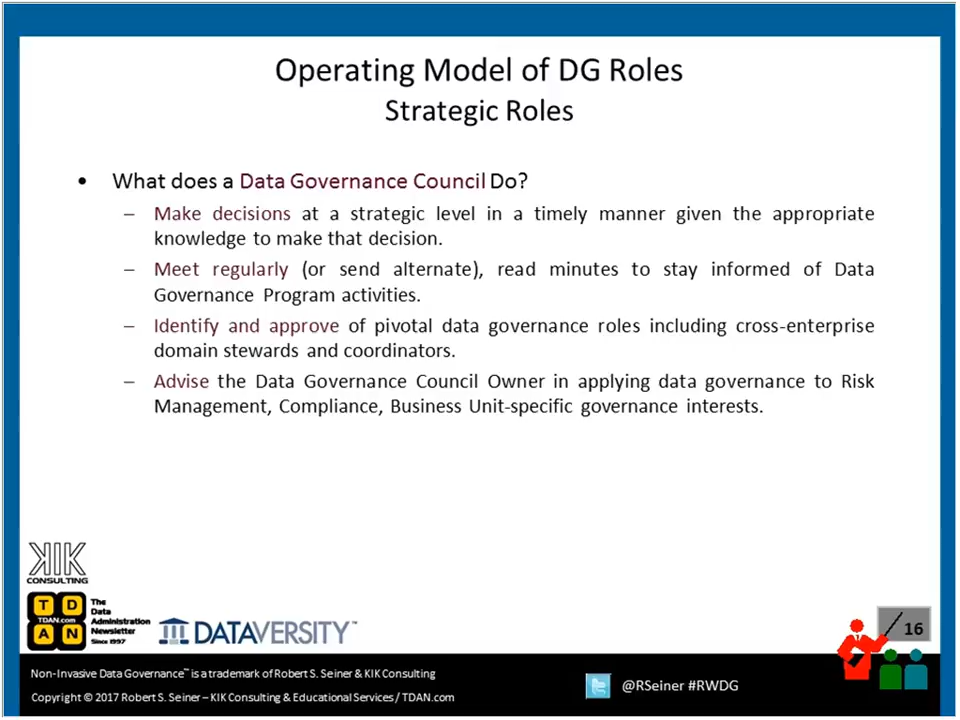 Operating Model of DG Roles
Strategic Roles
• What does a Data Governance Council Do?
– Make decisions at a strategic level in a timely manner given the appropriate
knowledge to make that decision.
– Meet regularly (or send alternate), read minutes to stay informed of Data
Governance Program activities.
– Identify and approve of pivotal data governance roles including cross-enterprise
domain stewards and coordinators.
– Advise the Data Governance Council Owner in applying data governance to Risk
Management, Compliance, Business Unit-specific governance interests.
KIK
CONSULTING
T D
TDAN.com
A N
The
Data
Administration
Newsletter
Since 1997
DATAVERSITY™
16
Non-Invasive Data Governance™ is a trademark of Robert S. Seiner & KIK Consulting
Copyright © 2017 Robert S. Seiner – KIK Consulting & Educational Services / TDAN.com
@RSeiner #RWDG